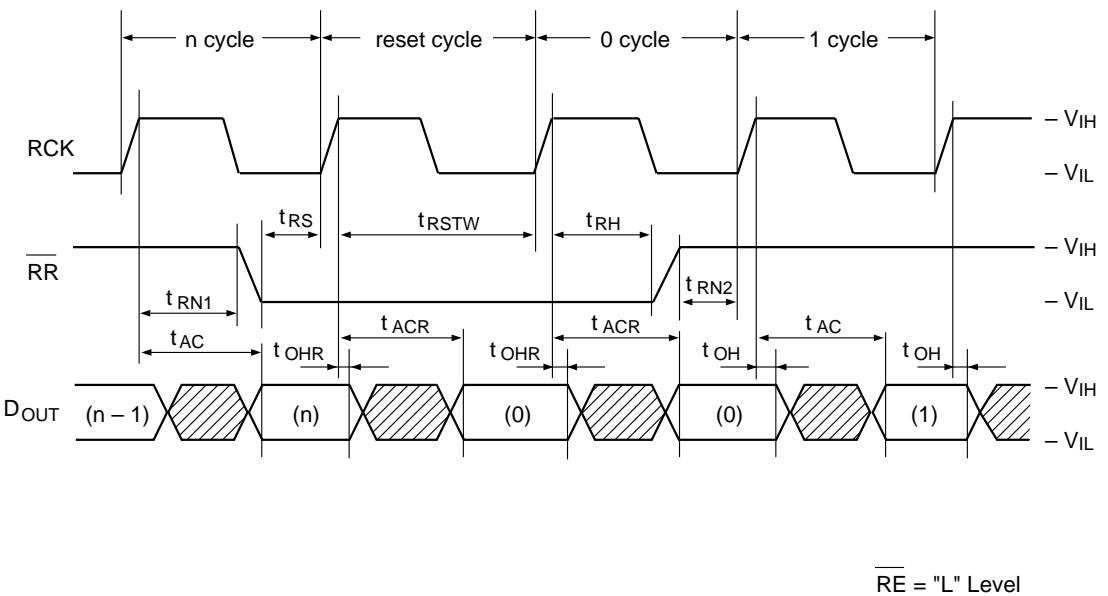 n cycle reset cycle 0 cycle 1 cycle
RCK – VIH
– VIL
tRS tRSTW tRH
RR – VIH
tRN1 tRN2 – VIL
tAC tOHR tACR tOHR tACR tOH tAC tOH
DOUT (n – 1) (n) (0) (0) (1) – VIH
– VIL
RE = "L" Level